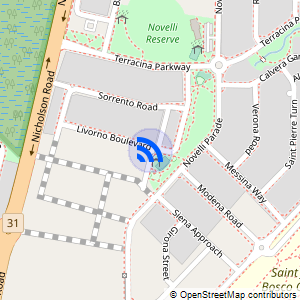 Novelli
Reserve
Terracina Parkway
Terracina
Calvera Ga
Nicholson Road
Sorrento Road
Livorno Boulevard
Novelli Parade
Verona
Saint Pierre Turn
Messina Way
Modena Road
Siena Approach
Girona Street
31
Saint
Bosco
© OpenStreetMap contributors